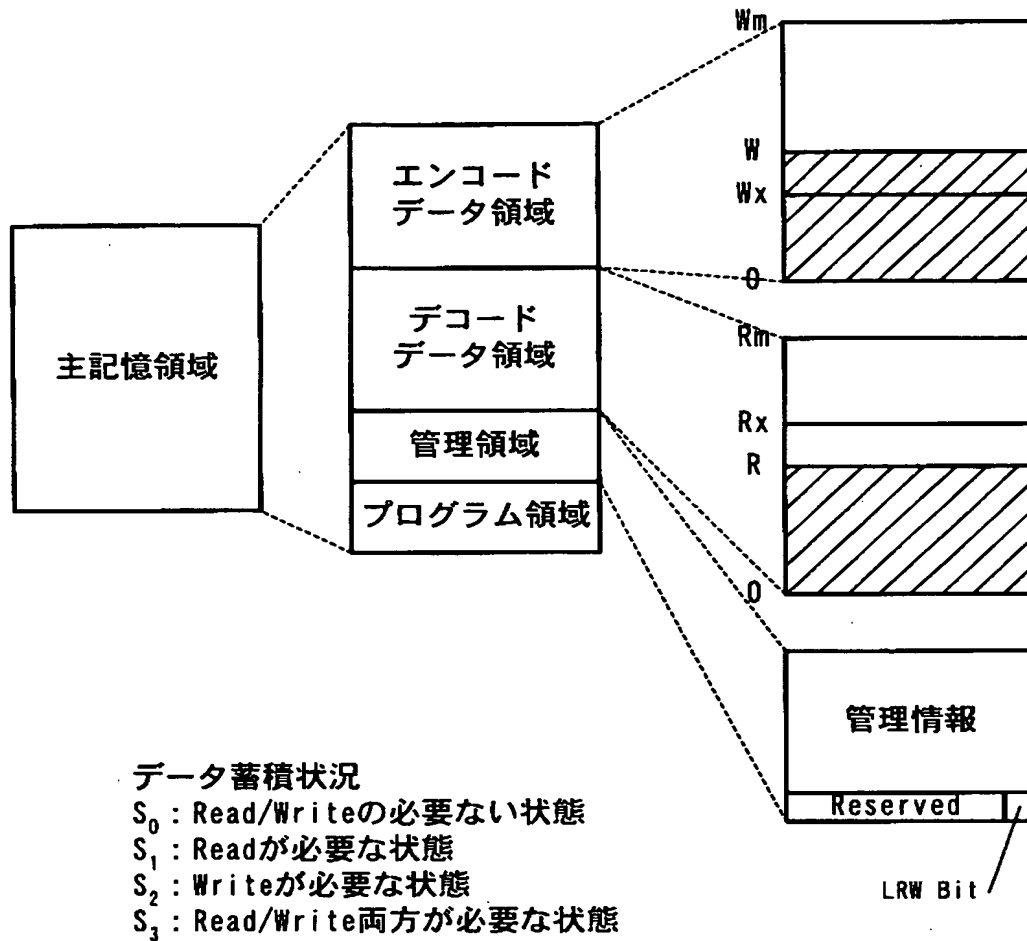 主記憶領域
エンコード
データ領域
デコード
データ領域
管理領域
プログラム領域
Wm
W
Wx
0
Rm
Rx
R
0
管理情報
Reserved
LRW Bit
データ蓄積状況
S₀：Read/Writeの必要ない状態
S₁：Readが必要な状態
S₂：Writeが必要な状態
S₃：Read/Write両方が必要な状態